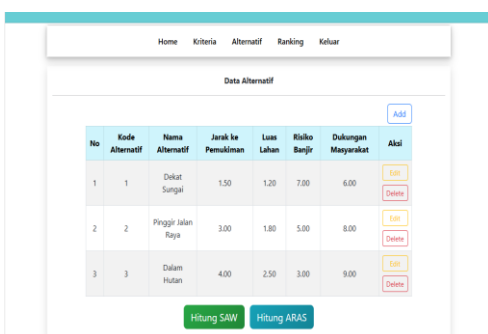 Home Kriteria Alternatif Ranking Keluar
Data Alternatif
Add
No Kode Alternatif Nama Alternatif Jarak ke Pemukiman Luas Lahan Risiko Banjir Dukungan Masyarakat Aksi
1 1 Dekat Sungai 1.50 1.20 7.00 6.00 Edit Delete
2 2 Pinggir Jalan Raya 3.00 1.80 5.00 8.00 Edit Delete
3 3 Dalam Hutan 4.00 2.50 3.00 9.00 Edit Delete
Hitung SAW Hitung ARAS